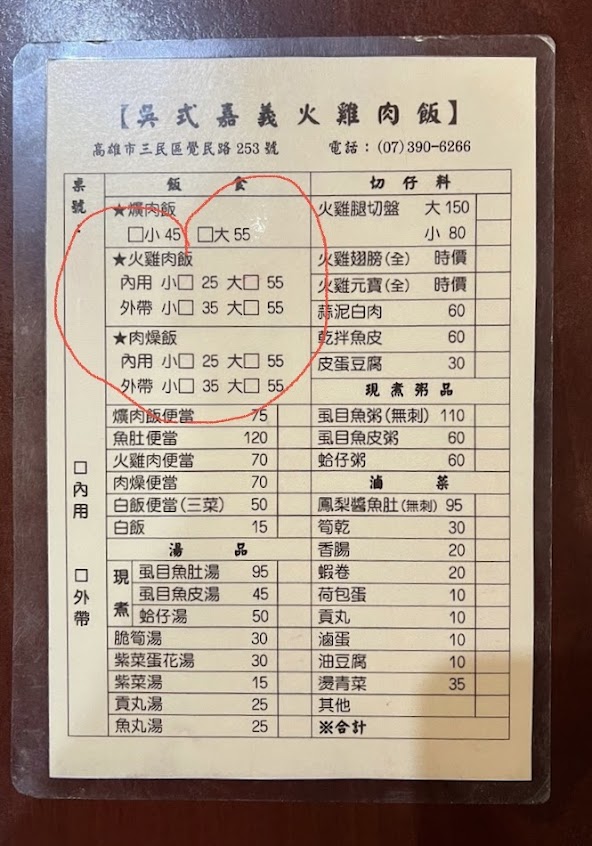 【吳式嘉義火雞肉飯】
高雄市三民區覺民路 253 號 電話：(07)390-6266
桌號：
飯 食
★爌肉飯
□小 45 □大 55
★火雞肉飯
內用 小□ 25 大□ 55
外帶 小□ 35 大□ 55
★肉燥飯
內用 小□ 25 大□ 55
外帶 小□ 35 大□ 55
爌肉飯便當 75
魚肚便當 120
火雞肉便當 70
肉燥便當 70
白飯便當(三菜) 50
白飯 15
湯 品
現煮
虱目魚肚湯 95
虱目魚皮湯 45
蛤仔湯 50
脆筍湯 30
紫菜蛋花湯 30
紫菜湯 15
貢丸湯 25
魚丸湯 25
□內用
□外帶
切仔料
火雞腿切盤 大 150
小 80
火雞翅膀(全) 時價
火雞元寶(全) 時價
蒜泥白肉 60
乾拌魚皮 60
皮蛋豆腐 30
現煮粥品
虱目魚粥(無刺) 110
虱目魚皮粥 60
蛤仔粥 60
滷 菜
鳳梨醬魚肚(無刺) 95
筍乾 30
香腸 20
蝦卷 20
荷包蛋 10
貢丸 10
滷蛋 10
油豆腐 10
燙青菜 35
其他
※合計